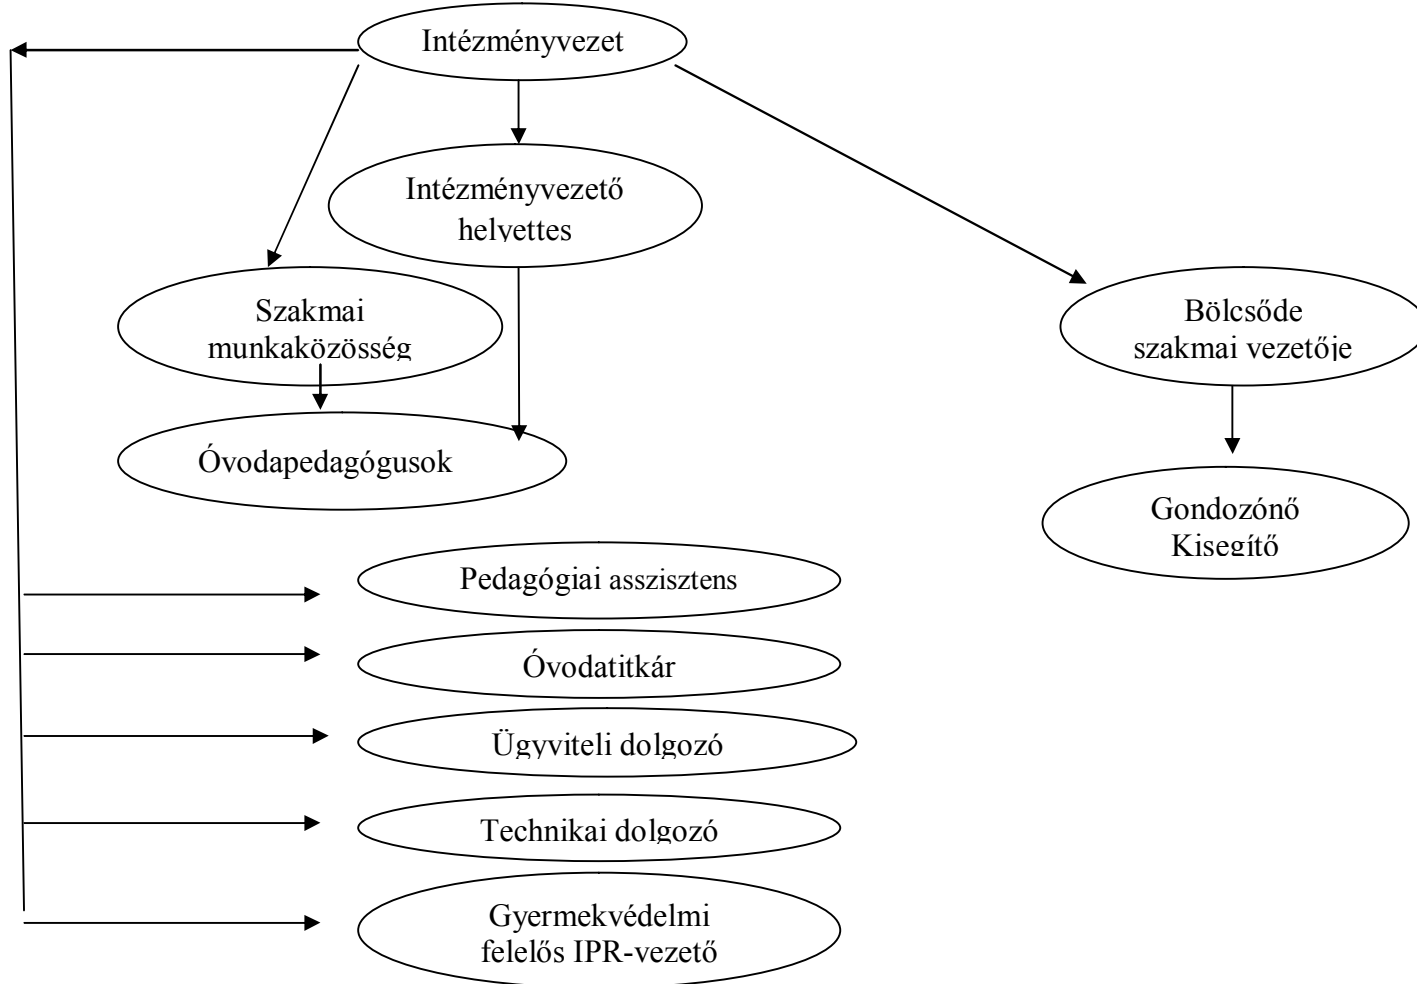 Intézményvezet
Intézményvezető
helyettes
Szakmai
munkaközösség
Bölcsőde
szakmai vezetője
Óvodapedagógusok
Gondozónő
Kisegítő
Pedagógiai asszisztens
Óvodatitkár
Ügyviteli dolgozó
Technikai dolgozó
Gyermekvédelmi
felelős IPR-vezető